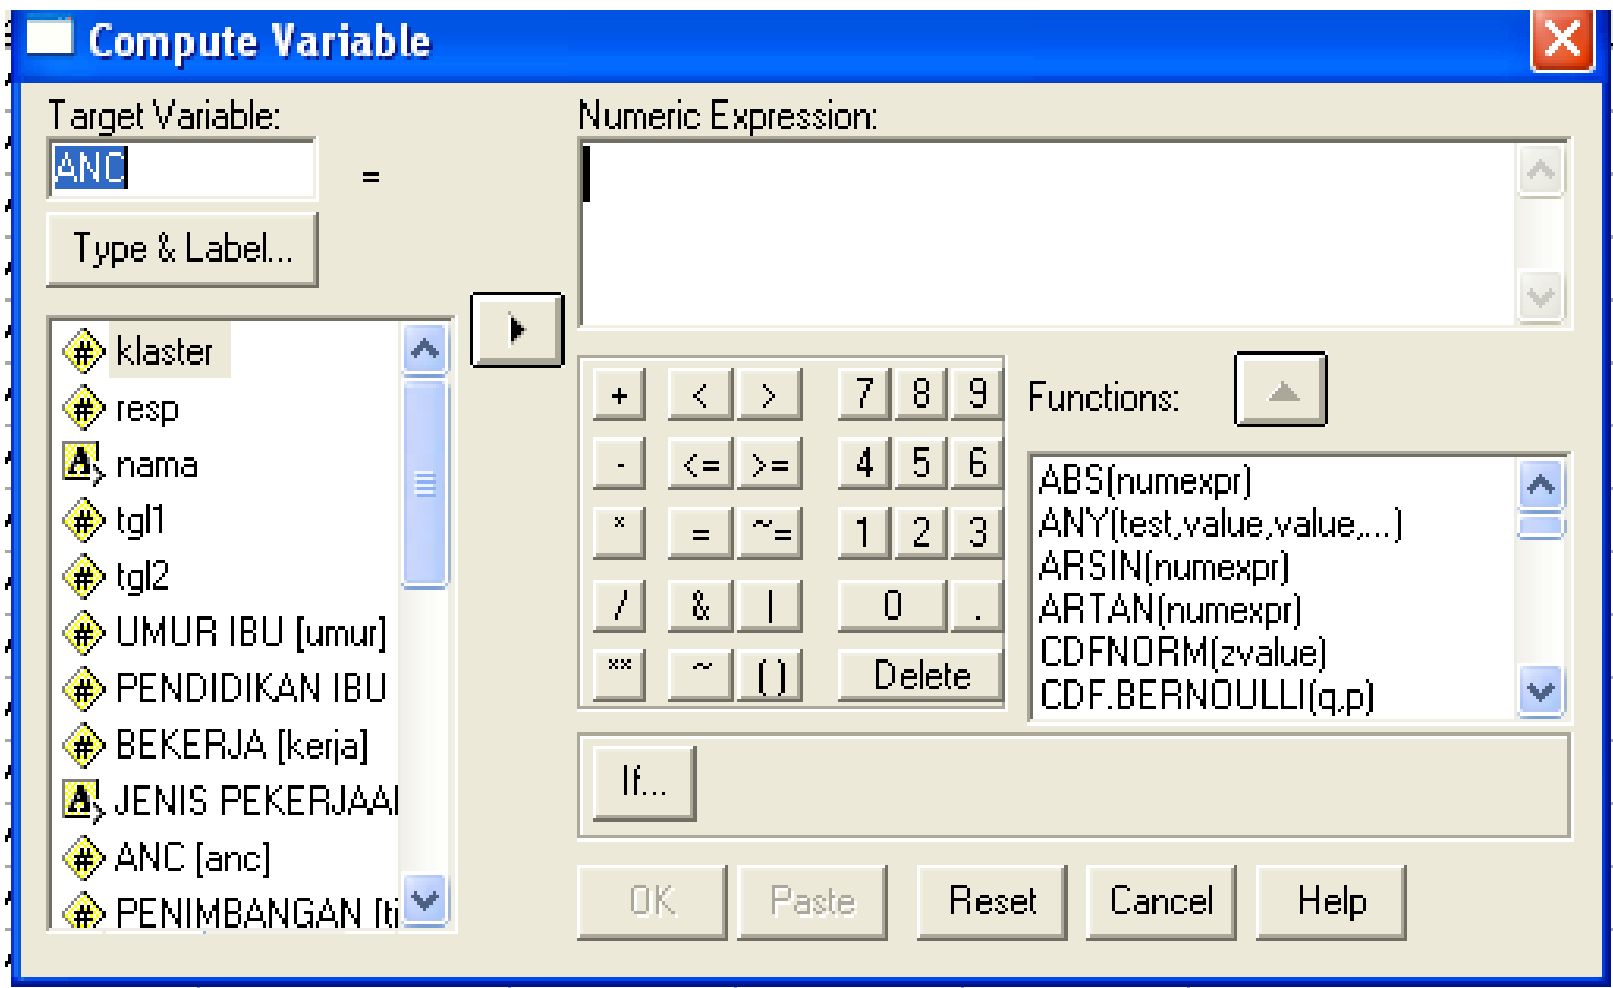 Compute Variable
Target Variable:
ANC
=
Type & Label...
Numeric Expression:
klaster
resp
nama
tgl1
tgl2
UMUR IBU [umur]
PENDIDIKAN IBU
BEKERJA [kerja]
JENIS PEKERJAA
ANC [anc]
PENIMBANGAN [ti
+ < > 7 8 9
- <= >= 4 5 6
* = ~= 1 2 3
/ & | 0 .
** ~ () Delete
Functions:
ABS(numexpr)
ANY(test,value,value,...)
ARSIN(numexpr)
ARTAN(numexpr)
CDFNORM(zvalue)
CDF.BERNOULLI(q,p)
If...
OK Paste Reset Cancel Help